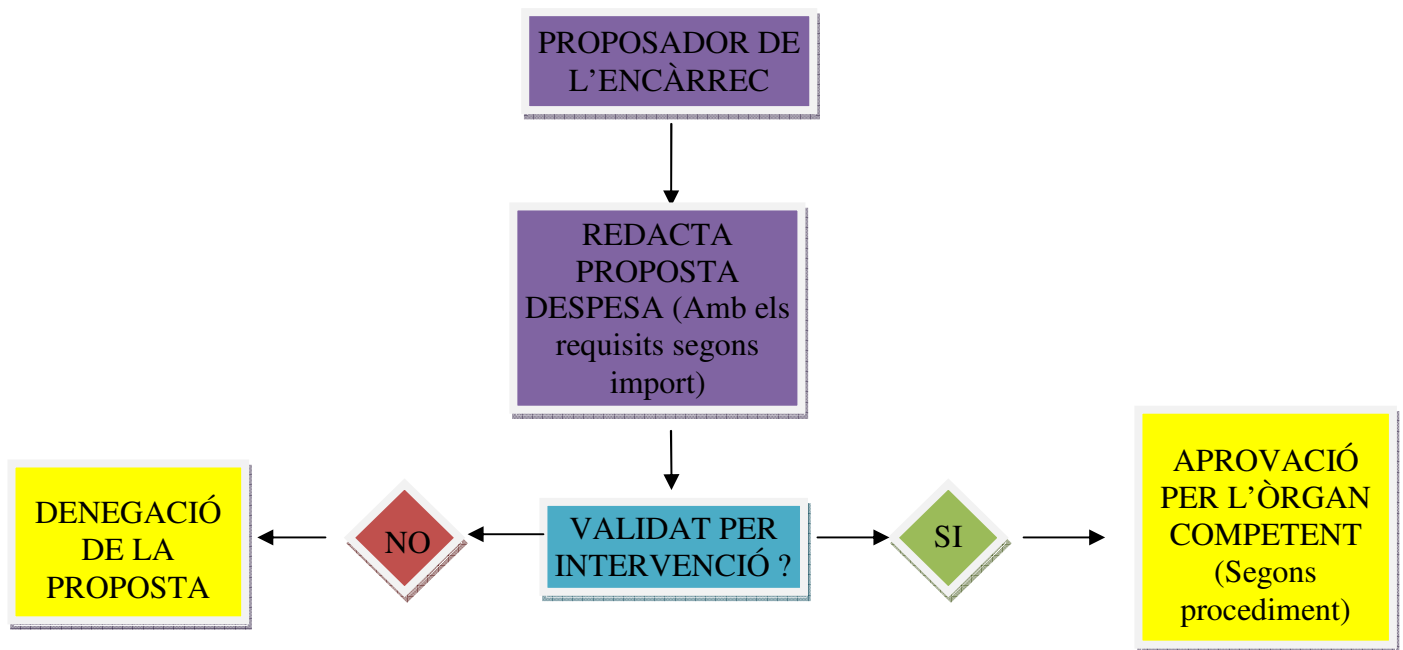 PROPOSADOR DE
L’ENCÀRREC
REDACTA
PROPOSTA
DESPESA (Amb els
requisits segons
import)
DENEGACIÓ
DE LA
PROPOSTA
NO
VALIDAT PER
INTERVENCIÓ ?
SI
APROVACIÓ
PER L’ÒRGAN
COMPETENT
(Segons
procediment)